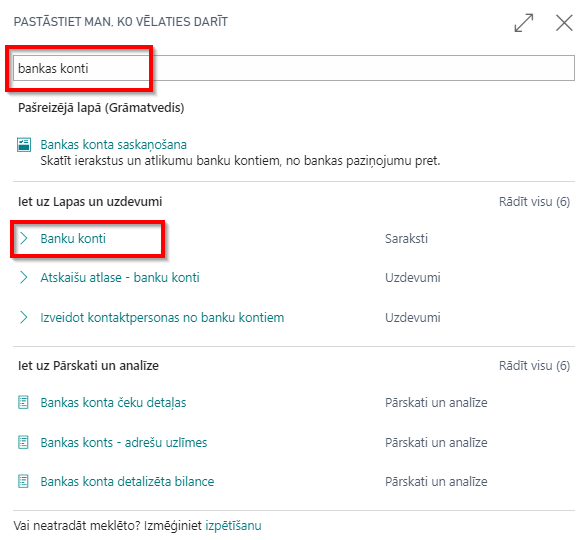 PASTĀSTIET MAN, KO VĒLATIES DARĪT
bankas konti
Pašreizējā lapā (Grāmatvedis)
Bankas konta saskaņošana
Skatīt ierakstus un atlikumu banku kontiem, no bankas paziņojumu pret.
Iet uz Lapas un uzdevumi Rādīt visu (6)
Banku konti Saraksti
Atskaišu atlase - banku konti Uzdevumi
Izveidot kontaktpersonas no banku kontiem Uzdevumi
Iet uz Pārskati un analīze Rādīt visu (6)
Bankas konta čeku detaļas Pārskati un analīze
Bankas konts - adrešu uzlīmes Pārskati un analīze
Bankas konta detalizēta bilance Pārskati un analīze
Vai neatradāt meklēto? Izmēģiniet izpētīšanu